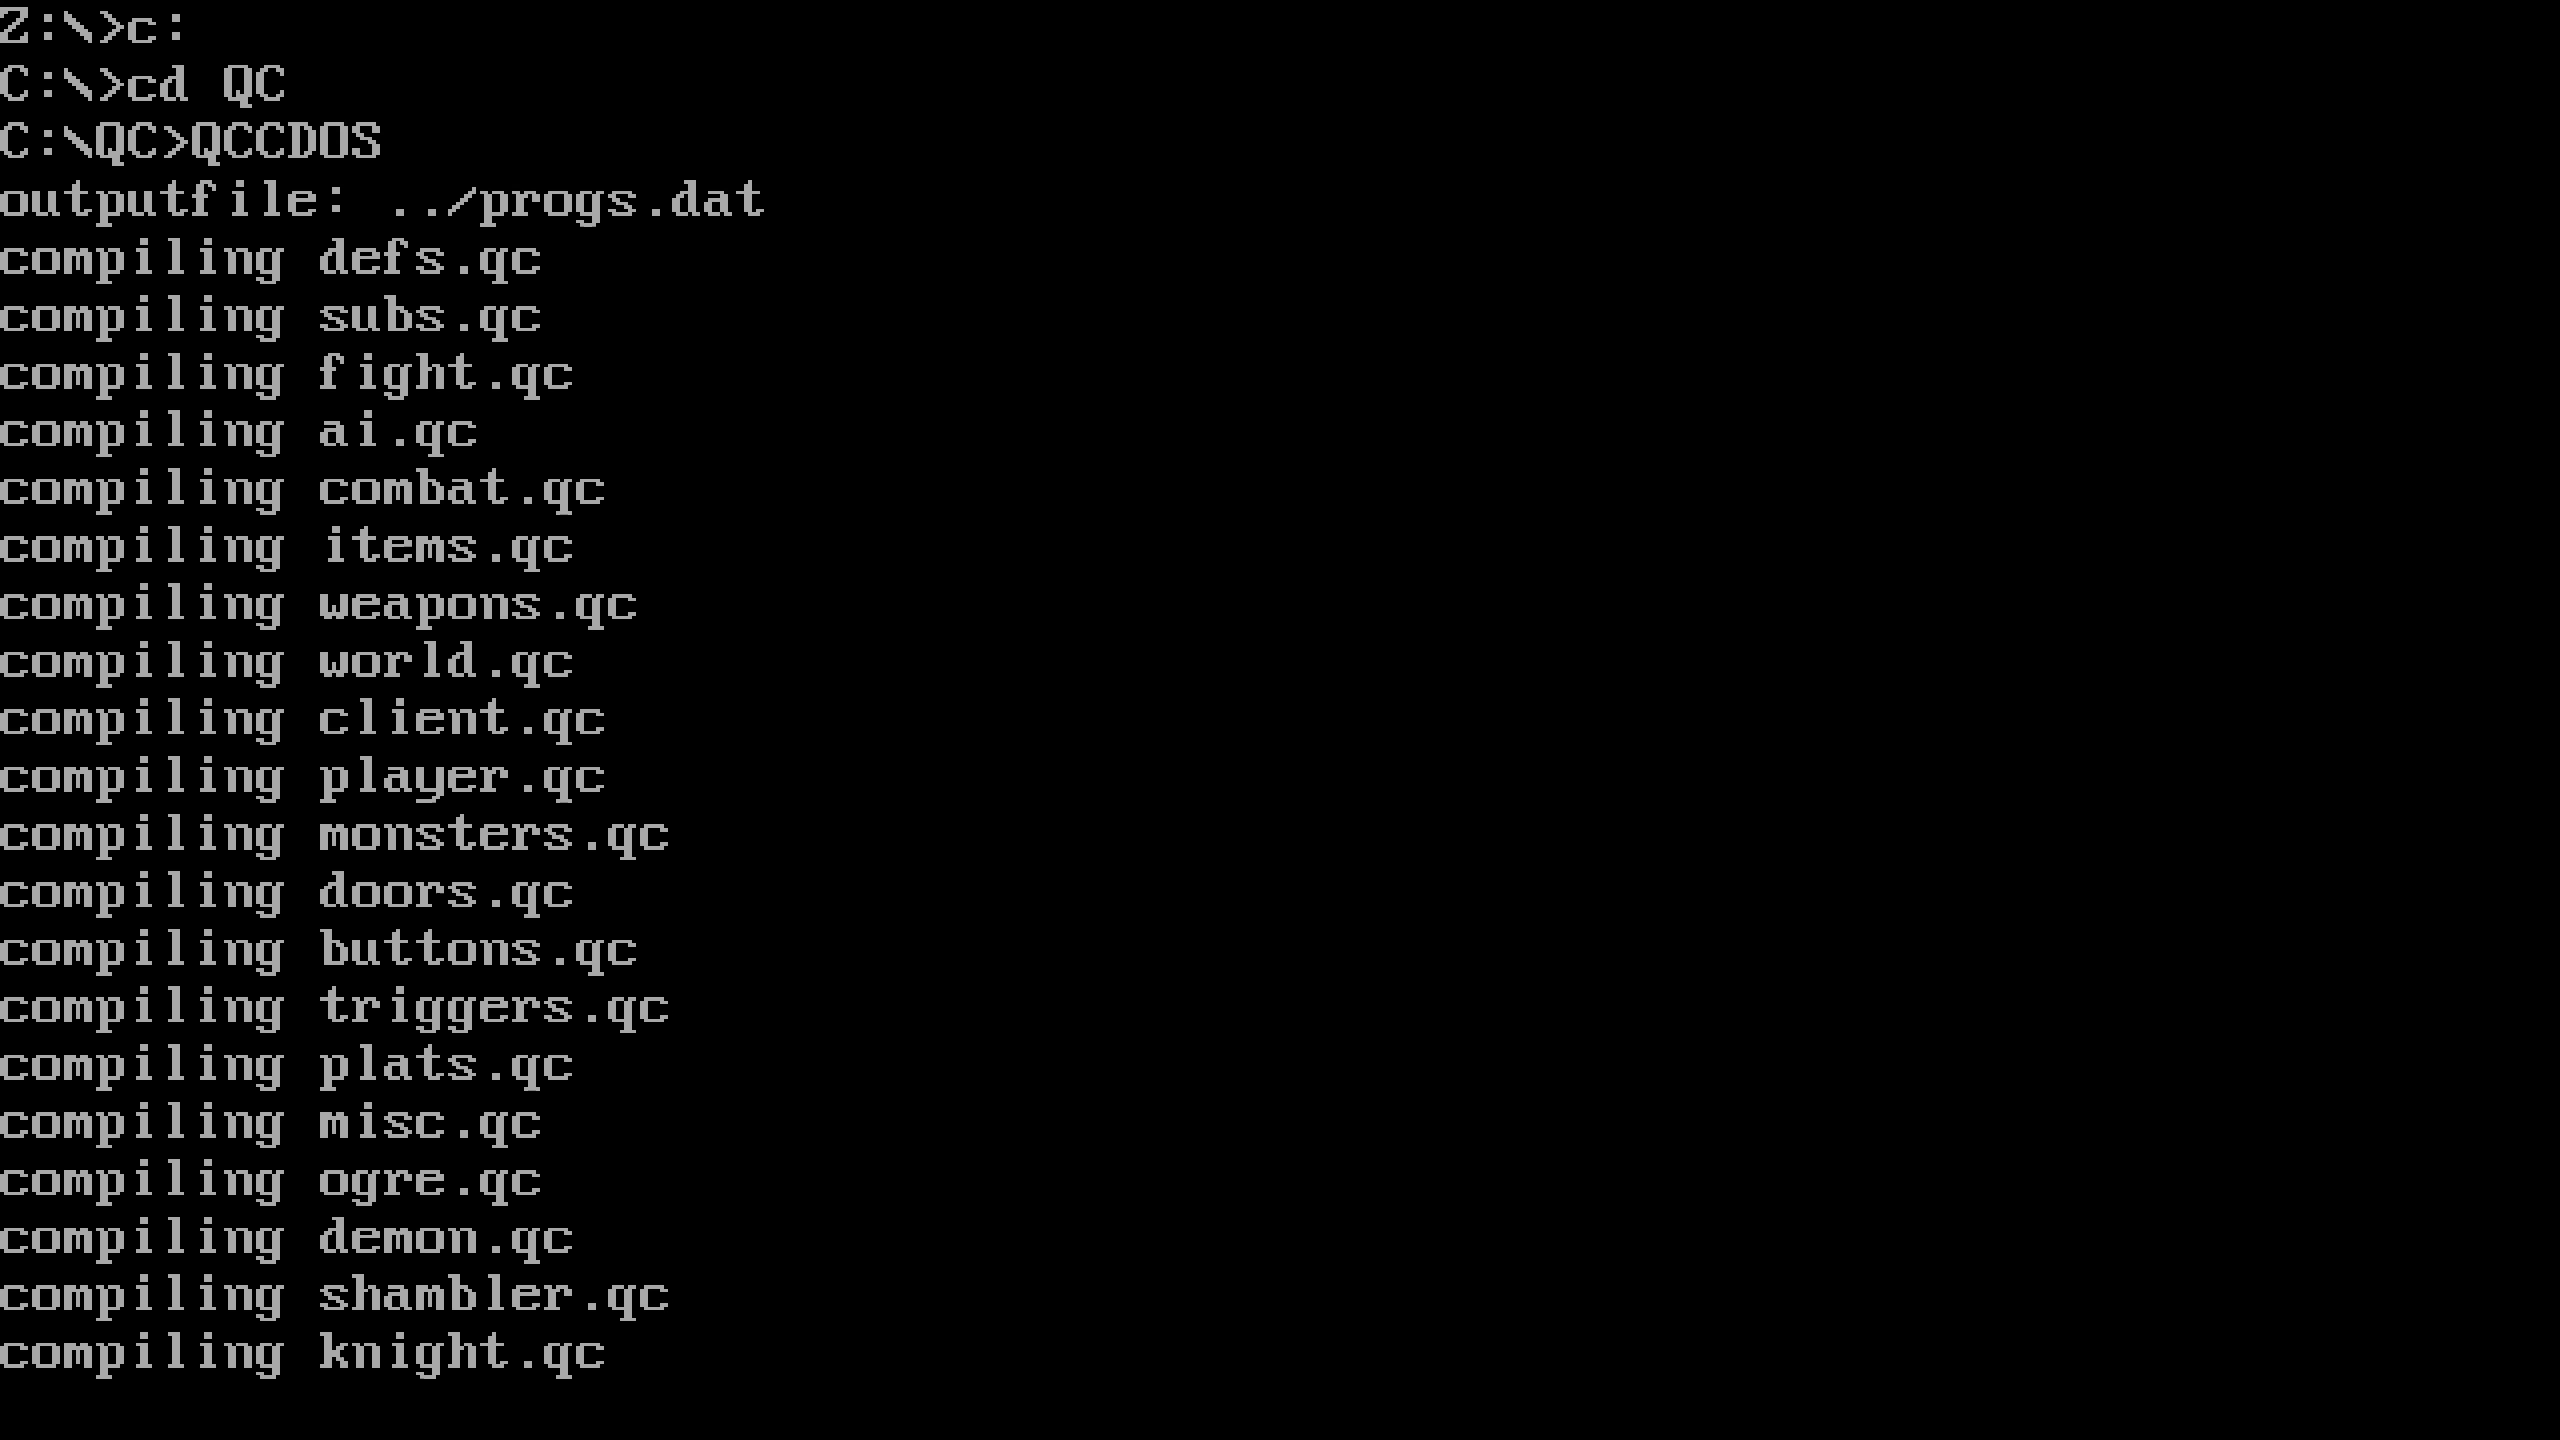 Z:\>c:
C:\>cd QC
C:\QC>QCCDOS
outputfile: ../progs.dat
compiling defs.qc
compiling subs.qc
compiling fight.qc
compiling ai.qc
compiling combat.qc
compiling items.qc
compiling weapons.qc
compiling world.qc
compiling client.qc
compiling player.qc
compiling monsters.qc
compiling doors.qc
compiling buttons.qc
compiling triggers.qc
compiling plats.qc
compiling misc.qc
compiling ogre.qc
compiling demon.qc
compiling shambler.qc
compiling knight.qc